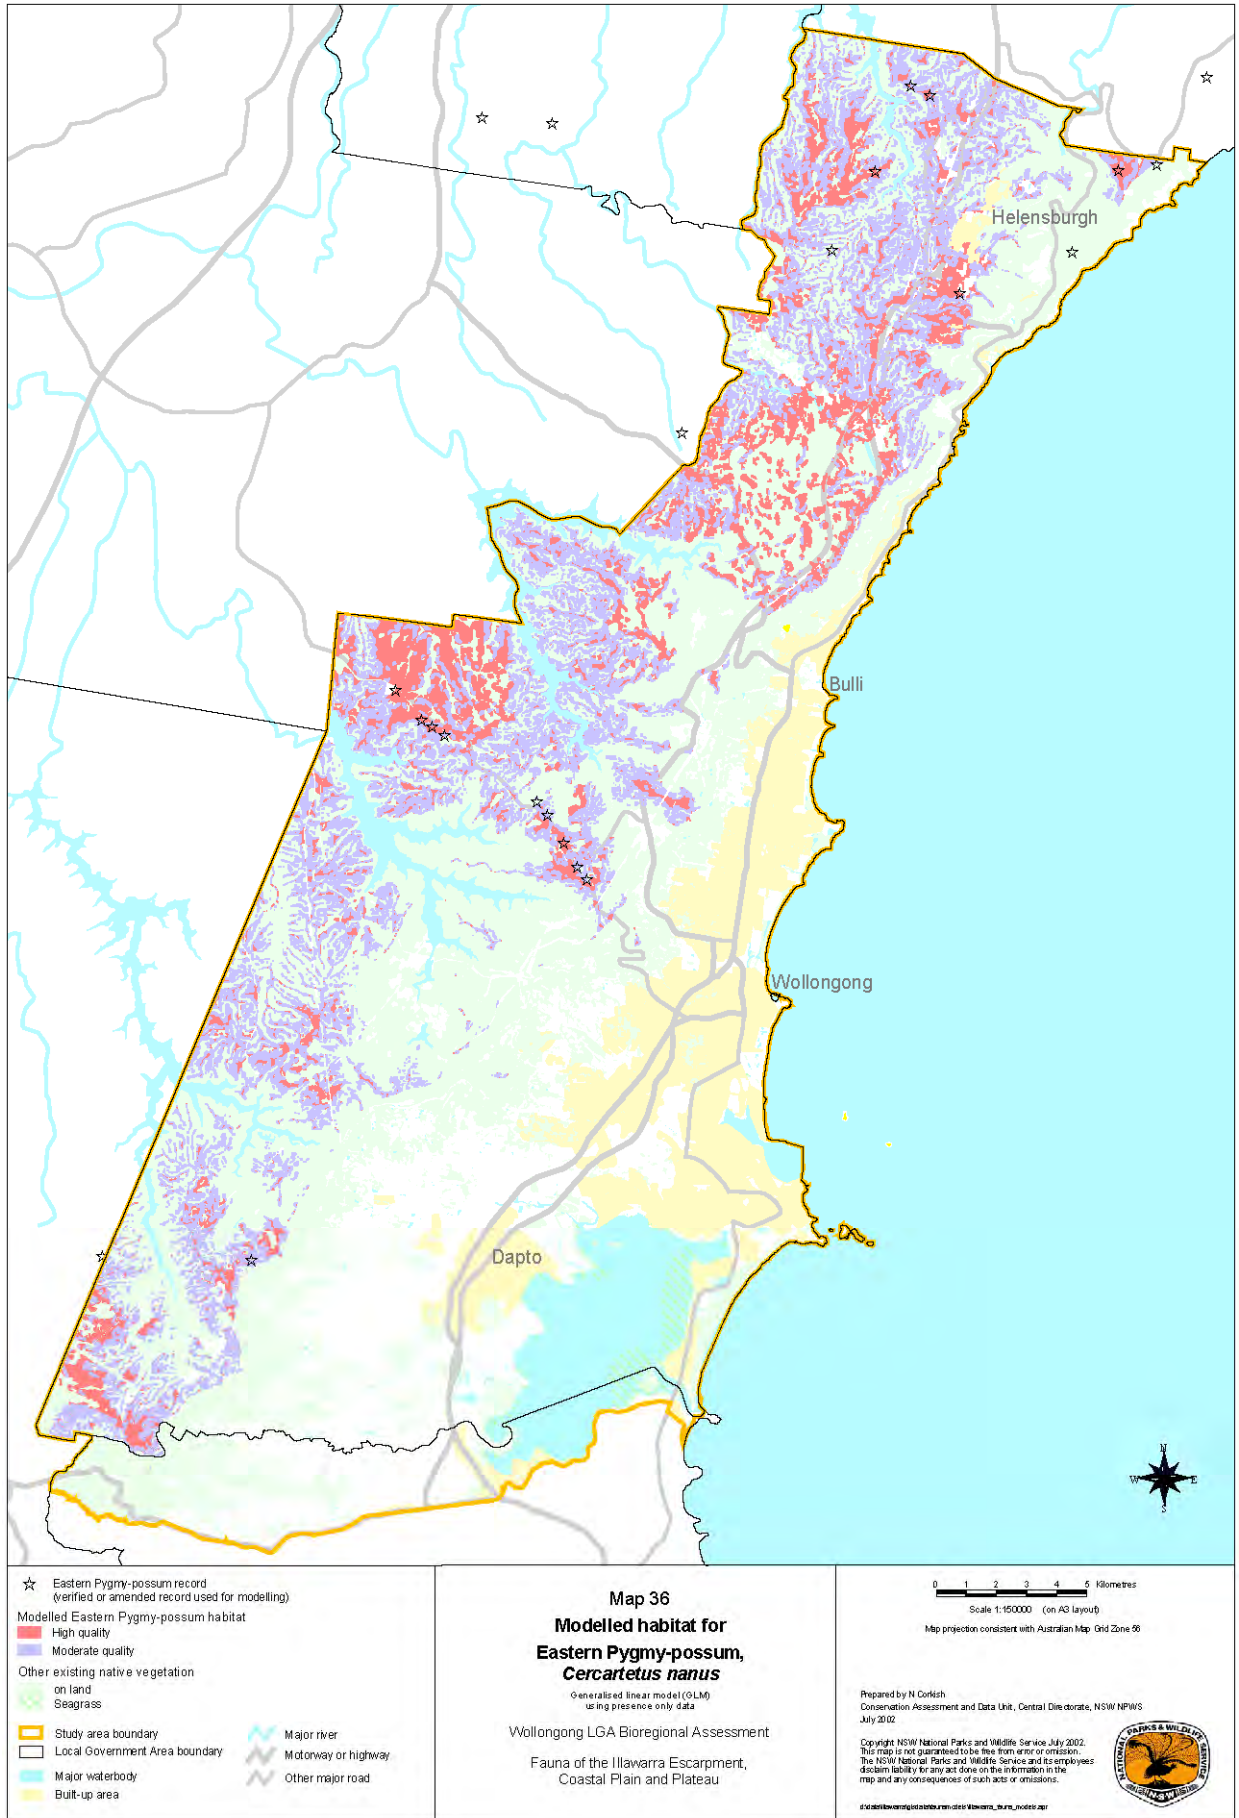 Helensburgh
Bulli
Wollongong
Dapto
N
W
E
S
Eastern Pygmy-possum record
(verified or amended record used for modelling)
Modelled Eastern Pygmy-possum habitat
High quality
Moderate quality
Other existing native vegetation
on land
Seagrass
Study area boundary
Local Government Area boundary
Major waterbody
Built-up area
Major river
Motorway or highway
Other major road
Map 36
Modelled habitat for
Eastern Pygmy-possum,
Cercartetus nanus
Generalised linear model (GLM)
using presence only data
Wollongong LGA Bioregional Assessment
Fauna of the Illawarra Escarpment,
Coastal Plain and Plateau
0 1 2 3 4 5 Kilometres
Scale 1:150000 (on A3 layout)
Map projection consistent with Australian Map Grid Zone 56
Prepared by N Corkish
Conservation Assessment and Data Unit, Central Directorate, NSW NPWS
July 2002
Copyright NSW National Parks and Wildlife Service July 2002.
This map is not guaranteed to be free from error or omission.
The NSW National Parks and Wildlife Service and its employees
disclaim liability for any act done on the information in the
map and any consequences of such acts or omissions.
NATIONAL PARKS & WILDLIFE SERVICE
N·S·W